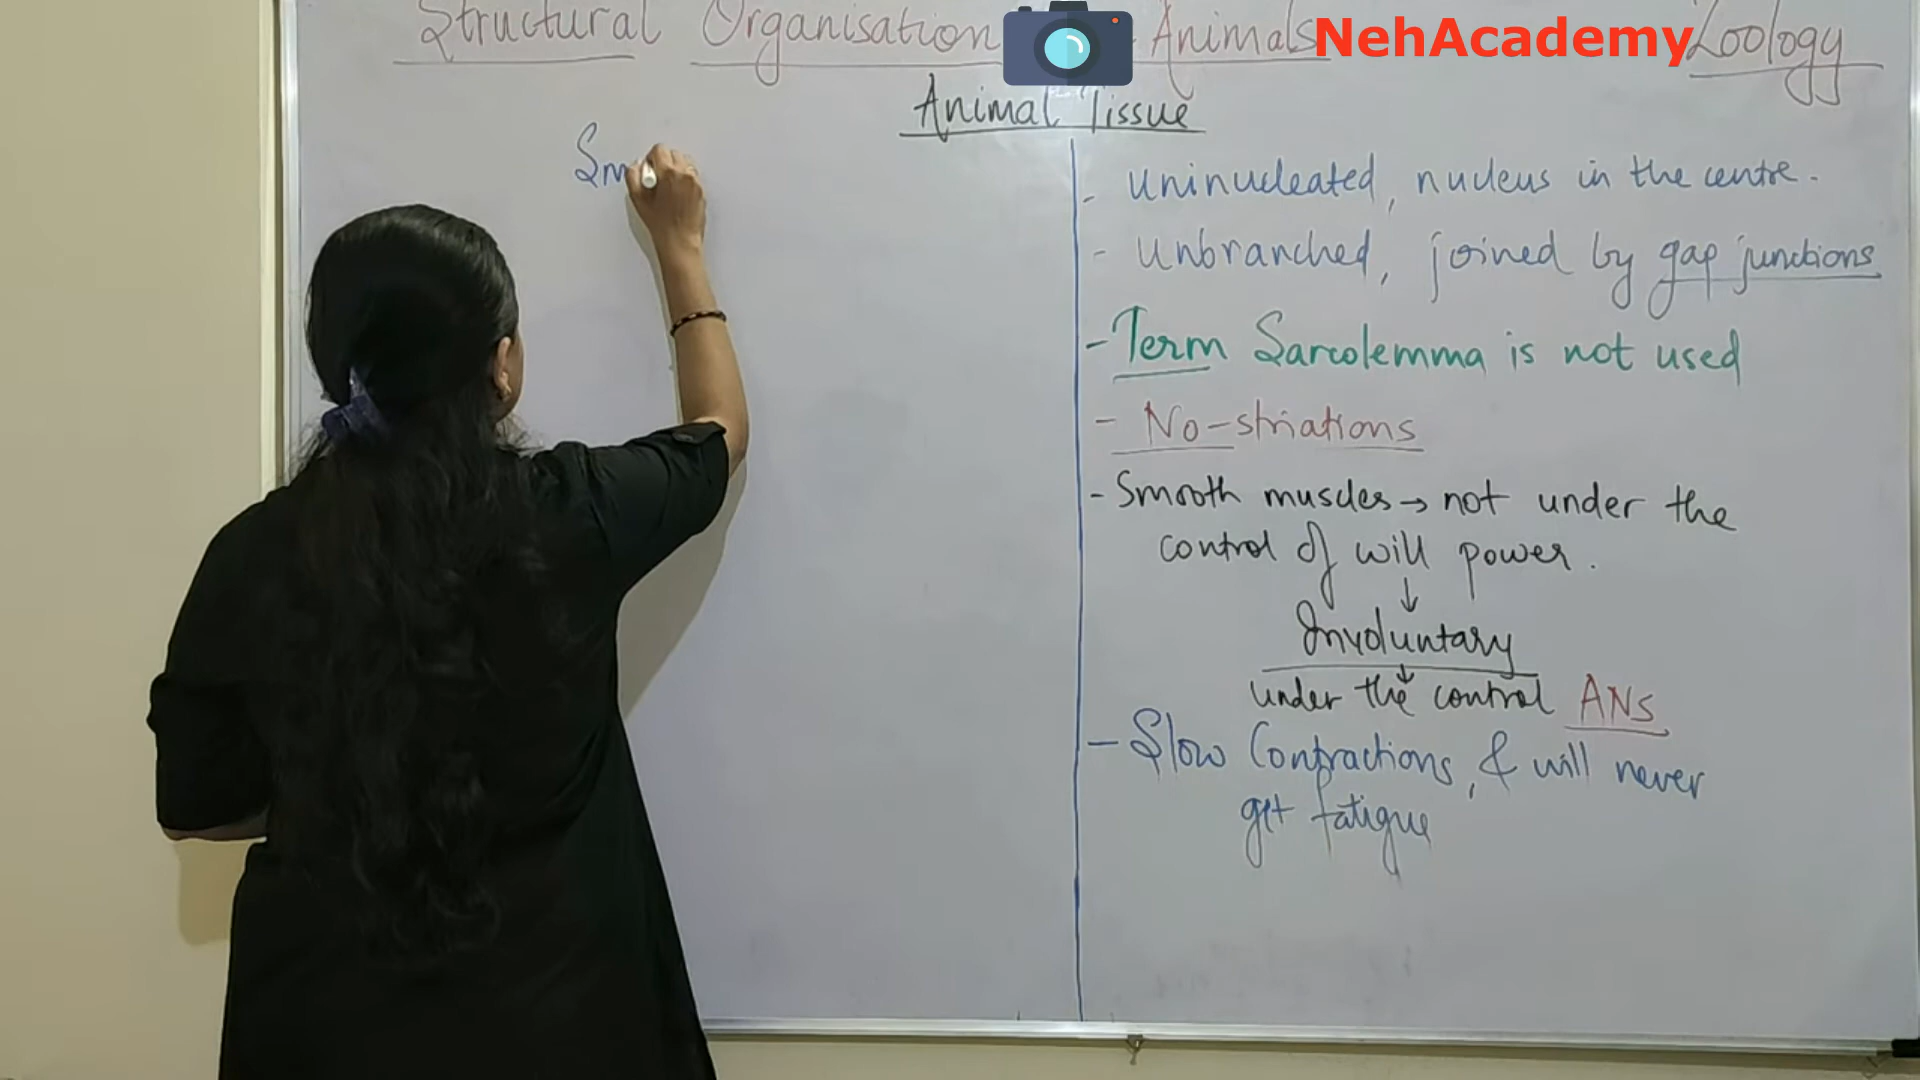 Structural Organisation Animals
NehAcademy
Zoology
Animal Tissue
Sm
- Uninucleated, nucleus in the centre.
- Unbranched, joined by gap junctions
- Term Sarcolemma is not used
- No-striations
- Smooth muscles → not under the
control of will power.
↓
Involuntary
↓
under the control ANs
- Slow Contractions, & will never
get fatigue